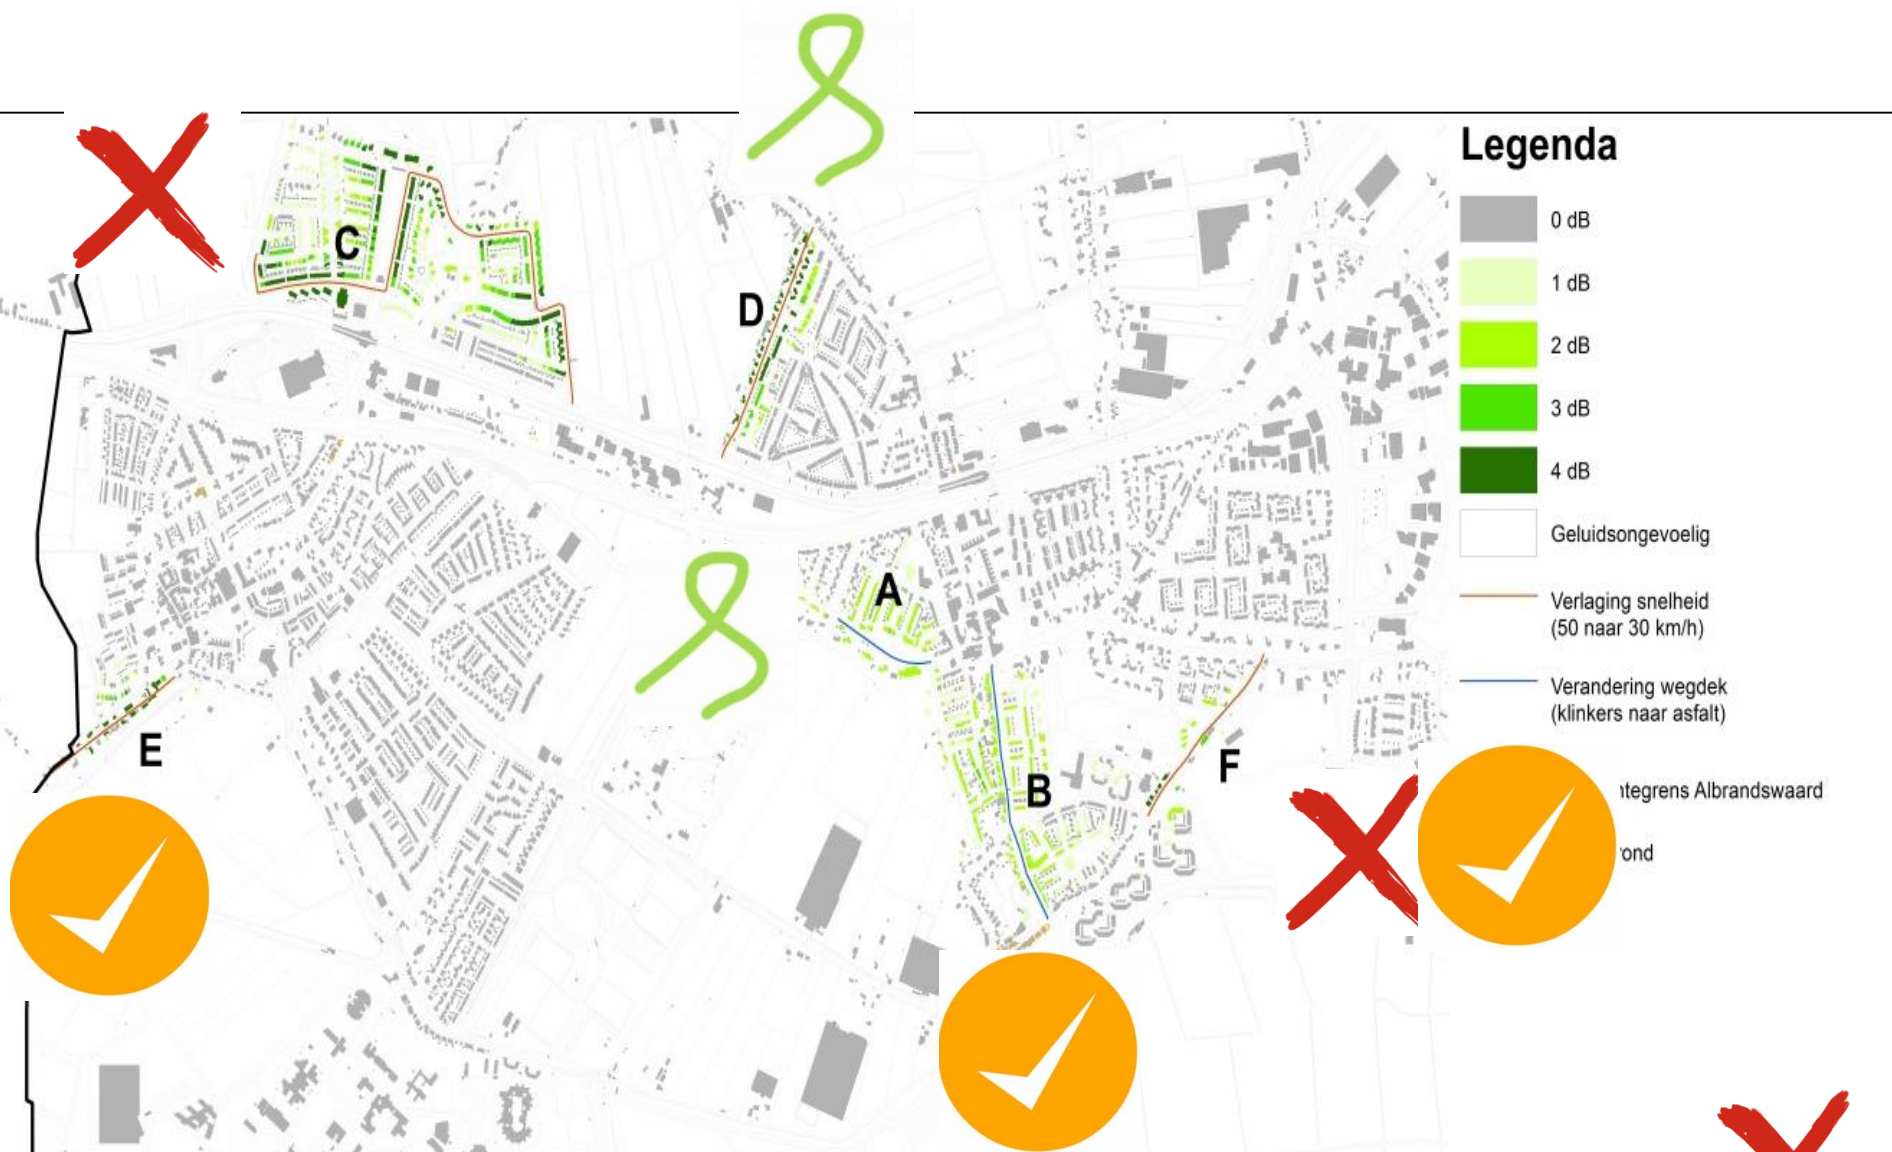 Legenda
0 dB
1 dB
2 dB
3 dB
4 dB
Geluidsongevoelig
Verlaging snelheid
(50 naar 30 km/h)
Verandering wegdek
(klinkers naar asfalt)
Albrandswaard
C
D
A
B
E
F